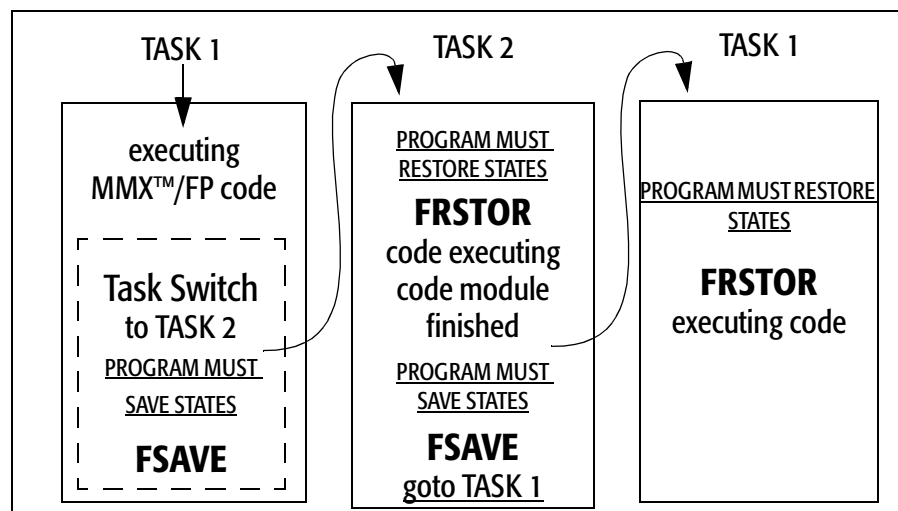 TASK 1
executing
MMX™/FP code
Task Switch
to TASK 2
PROGRAM MUST
SAVE STATES
FSAVE
TASK 2
PROGRAM MUST
RESTORE STATES
FRSTOR
code executing
code module
finished
PROGRAM MUST
SAVE STATES
FSAVE
goto TASK 1
TASK 1
PROGRAM MUST RESTORE
STATES
FRSTOR
executing code